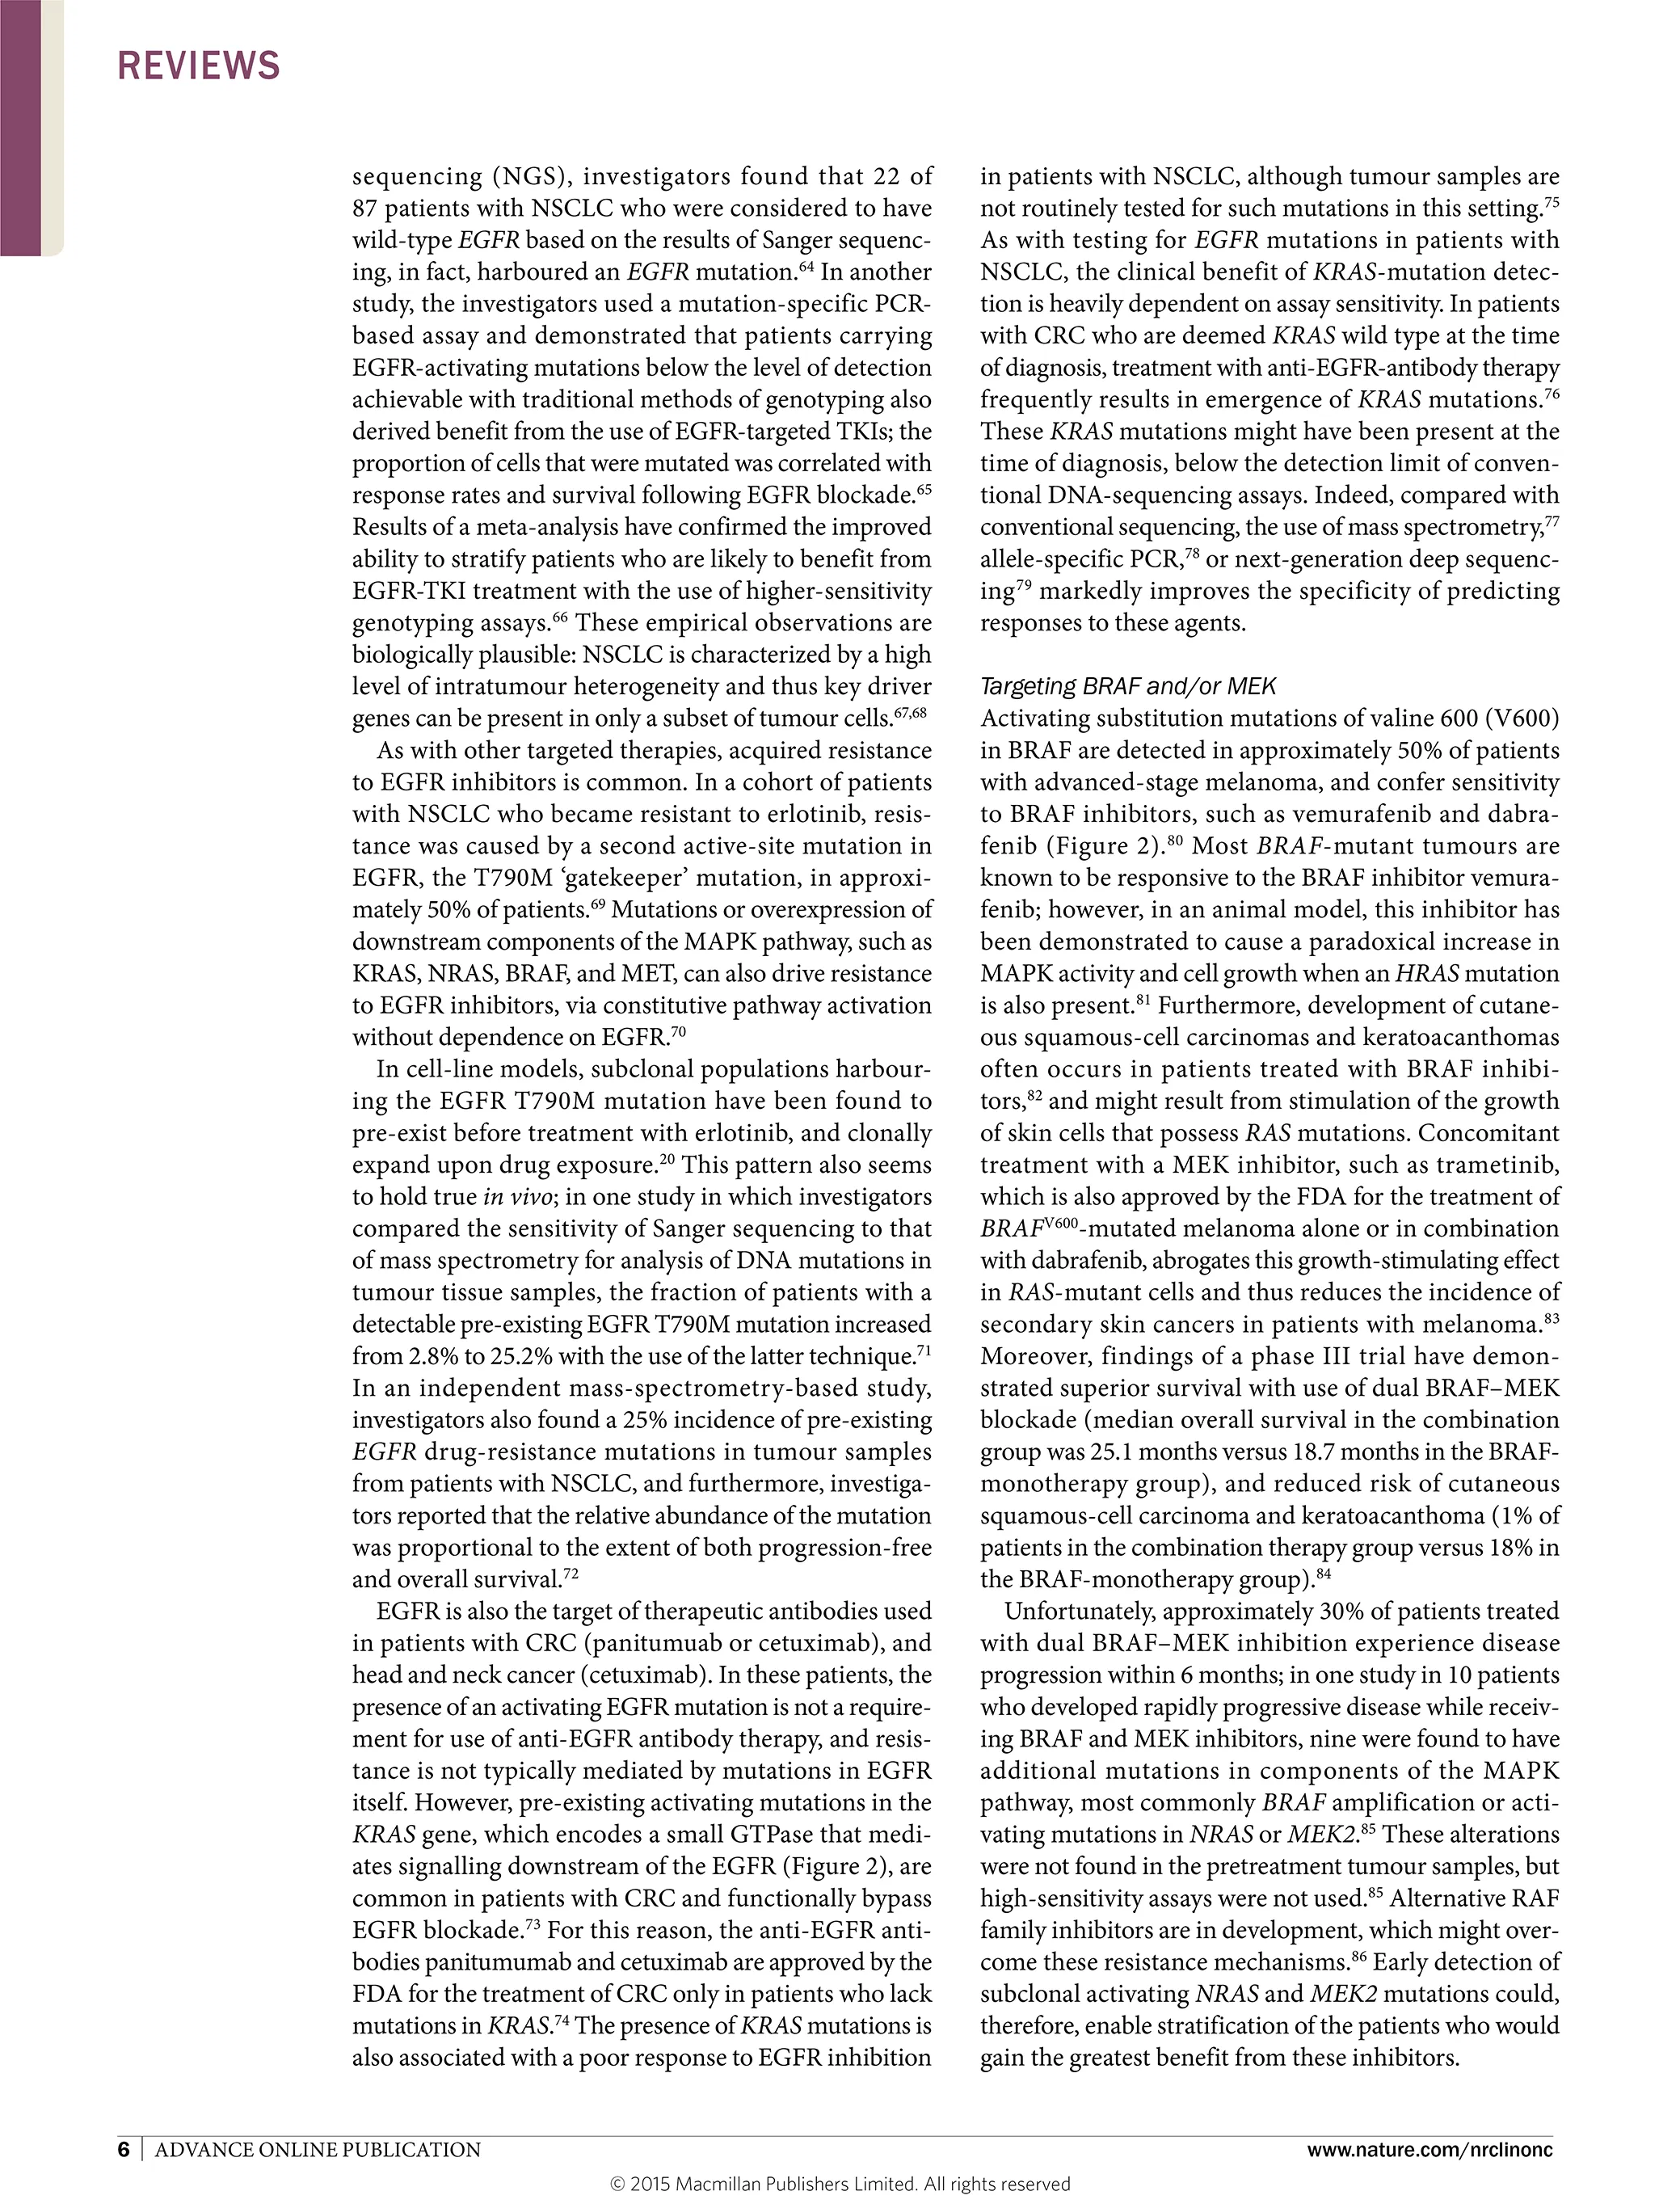 REVIEWS
sequencing (NGS), investigators found that 22 of
87 patients with NSCLC who were considered to have
wild-type EGFR based on the results of Sanger sequenc-
ing, in fact, harboured an EGFR mutation.64 In another
study, the investigators used a mutation-specific PCR-
based assay and demonstrated that patients carrying
EGFR-activating mutations below the level of detection
achievable with traditional methods of genotyping also
derived benefit from the use of EGFR-targeted TKIs; the
proportion of cells that were mutated was correlated with
response rates and survival following EGFR blockade.65
Results of a meta-analysis have confirmed the improved
ability to stratify patients who are likely to benefit from
EGFR-TKI treatment with the use of higher-sensitivity
genotyping assays.66 These empirical observations are
biologically plausible: NSCLC is characterized by a high
level of intratumour heterogeneity and thus key driver
genes can be present in only a subset of tumour cells.67,68
As with other targeted therapies, acquired resistance
to EGFR inhibitors is common. In a cohort of patients
with NSCLC who became resistant to erlotinib, resis-
tance was caused by a second active-site mutation in
EGFR, the T790M ‘gatekeeper’ mutation, in approxi-
mately 50% of patients.69 Mutations or overexpression of
downstream components of the MAPK pathway, such as
KRAS, NRAS, BRAF, and MET, can also drive resistance
to EGFR inhibitors, via constitutive pathway activation
without dependence on EGFR.70
In cell-line models, subclonal populations harbour-
ing the EGFR T790M mutation have been found to
pre-exist before treatment with erlotinib, and clonally
expand upon drug exposure.20 This pattern also seems
to hold true in vivo; in one study in which investigators
compared the sensitivity of Sanger sequencing to that
of mass spectrometry for analysis of DNA mutations in
tumour tissue samples, the fraction of patients with a
detectable pre-existing EGFR T790M mutation increased
from 2.8% to 25.2% with the use of the latter technique.71
In an independent mass-spectrometry-based study,
investigators also found a 25% incidence of pre-existing
EGFR drug-resistance mutations in tumour samples
from patients with NSCLC, and furthermore, investiga-
tors reported that the relative abundance of the mutation
was proportional to the extent of both progression-free
and overall survival.72
EGFR is also the target of therapeutic antibodies used
in patients with CRC (panitumuab or cetuximab), and
head and neck cancer (cetuximab). In these patients, the
presence of an activating EGFR mutation is not a require-
ment for use of anti-EGFR antibody therapy, and resis-
tance is not typically mediated by mutations in EGFR
itself. However, pre-existing activating mutations in the
KRAS gene, which encodes a small GTPase that medi-
ates signalling downstream of the EGFR (Figure 2), are
common in patients with CRC and functionally bypass
EGFR blockade.73 For this reason, the anti-EGFR anti-
bodies panitumumab and cetuximab are approved by the
FDA for the treatment of CRC only in patients who lack
mutations in KRAS.74 The presence of KRAS mutations is
also associated with a poor response to EGFR inhibition
in patients with NSCLC, although tumour samples are
not routinely tested for such mutations in this setting.75
As with testing for EGFR mutations in patients with
NSCLC, the clinical benefit of KRAS-mutation detec-
tion is heavily dependent on assay sensitivity. In patients
with CRC who are deemed KRAS wild type at the time
of diagnosis, treatment with anti-EGFR-antibody therapy
frequently results in emergence of KRAS mutations.76
These KRAS mutations might have been present at the
time of diagnosis, below the detection limit of conven-
tional DNA-sequencing assays. Indeed, compared with
conventional sequencing, the use of mass spectrometry,77
allele-specific PCR,78 or next-generation deep sequenc-
ing79 markedly improves the specificity of predicting
responses to these agents.
Targeting BRAF and/or MEK
Activating substitution mutations of valine 600 (V600)
in BRAF are detected in approximately 50% of patients
with advanced-stage melanoma, and confer sensitivity
to BRAF inhibitors, such as vemurafenib and dabra-
fenib (Figure 2).80 Most BRAF-mutant tumours are
known to be responsive to the BRAF inhibitor vemura-
fenib; however, in an animal model, this inhibitor has
been demonstrated to cause a paradoxical increase in
MAPK activity and cell growth when an HRAS mutation
is also present.81 Furthermore, development of cutane-
ous squamous-cell carcinomas and keratoacanthomas
often occurs in patients treated with BRAF inhibi-
tors,82 and might result from stimulation of the growth
of skin cells that possess RAS mutations. Concomitant
treatment with a MEK inhibitor, such as trametinib,
which is also approved by the FDA for the treatment of
BRAFV600-mutated melanoma alone or in combination
with dabrafenib, abrogates this growth-stimulating effect
in RAS-mutant cells and thus reduces the incidence of
secondary skin cancers in patients with melanoma.83
Moreover, findings of a phase III trial have demon-
strated superior survival with use of dual BRAF–MEK
blockade (median overall survival in the combination
group was 25.1 months versus 18.7 months in the BRAF-
monotherapy group), and reduced risk of cutaneous
squamous-cell carcinoma and keratoacanthoma (1% of
patients in the combination therapy group versus 18% in
the BRAF-monotherapy group).84
Unfortunately, approximately 30% of patients treated
with dual BRAF–MEK inhibition experience disease
progression within 6 months; in one study in 10 patients
who developed rapidly progressive disease while receiv-
ing BRAF and MEK inhibitors, nine were found to have
additional mutations in components of the MAPK
pathway, most commonly BRAF amplification or acti-
vating mutations in NRAS or MEK2.85 These alterations
were not found in the pretreatment tumour samples, but
high-sensitivity assays were not used.85 Alternative RAF
family inhibitors are in development, which might over-
come these resistance mechanisms.86 Early detection of
subclonal activating NRAS and MEK2 mutations could,
therefore, enable stratification of the patients who would
gain the greatest benefit from these inhibitors.
6 | ADVANCE ONLINE PUBLICATION
www.nature.com/nrclinonc
© 2015 Macmillan Publishers Limited. All rights reserved